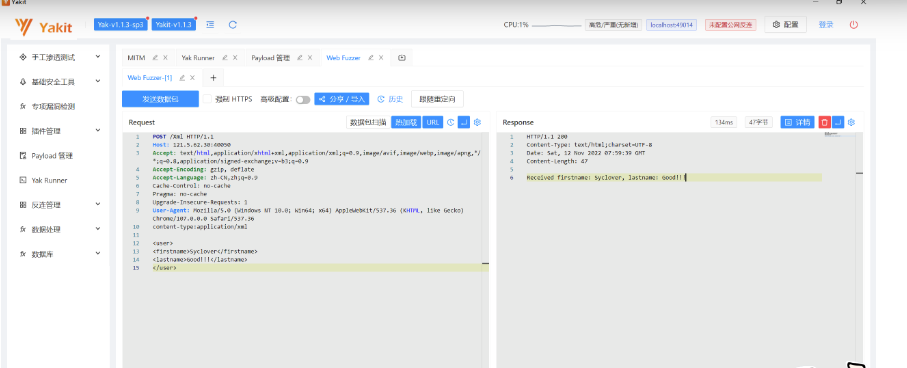 Yakit
Yakit
Yak-v1.1.3-sp3
Yakit-v1.1.3
CPU:1%
高危/严重(无新增)
localhost:49014
未配置公网反连
配置
登录
手工渗透测试
基础安全工具
专项漏洞检测
插件管理
Payload 管理
Yak Runner
反连管理
数据处理
数据库
MITM
Yak Runner
Payload 管理
Web Fuzzer
Web Fuzzer-[1]
发送数据包
强制 HTTPS
高级配置:
分享 / 导入
历史
跟随重定向
Request
数据包扫描
热加载
URL
1 POST /Xml HTTP/1.1
2 Host: 121.5.62.30:40050
3 Accept: text/html,application/xhtml+xml,application/xml;q=0.9,image/avif,image/webp,image/apng,*/
*;q=0.8,application/signed-exchange;v=b3;q=0.9
4 Accept-Encoding: gzip, deflate
5 Accept-Language: zh-CN,zh;q=0.9
6 Cache-Control: no-cache
7 Pragma: no-cache
8 Upgrade-Insecure-Requests: 1
9 User-Agent: Mozilla/5.0 (Windows NT 10.0; Win64; x64) AppleWebKit/537.36 (KHTML, like Gecko)
Chrome/107.0.0.0 Safari/537.36
10 content-type:application/xml
11
12 <user>
13 <firstname>Syclover</firstname>
14 <lastname>Good!!!</lastname>
15 </user>
Response
134ms
47字节
详情
1 HTTP/1.1 200
2 Content-Type: text/html;charset=UTF-8
3 Date: Sat, 12 Nov 2022 07:59:39 GMT
4 Content-Length: 47
5
6 Received firstname: Syclover, lastname: Good!!!